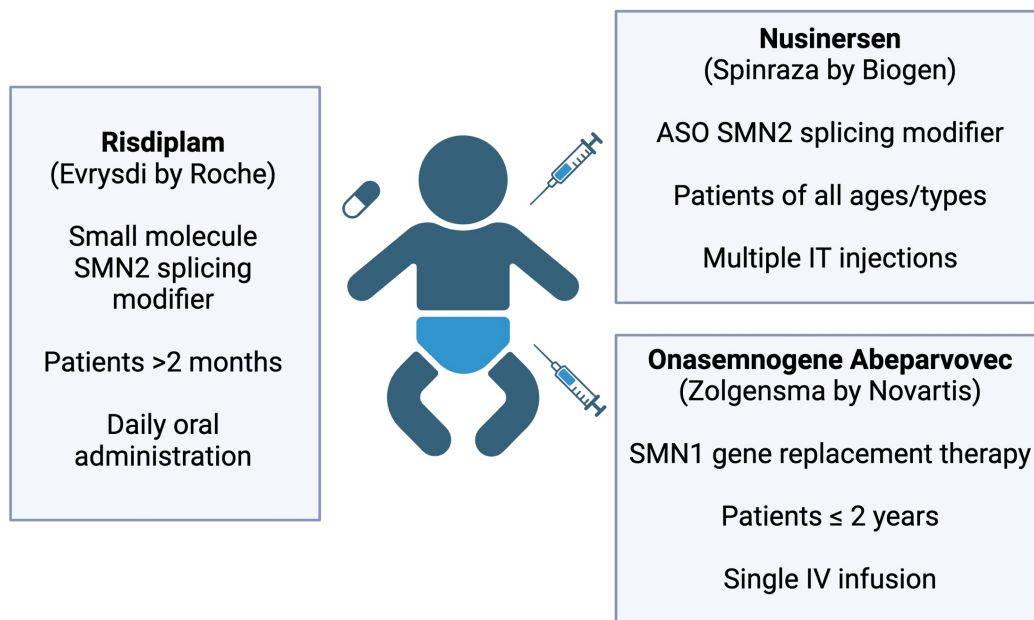 Risdiplam
(Evrysdi by Roche)
Small molecule
SMN2 splicing
modifier
Patients >2 months
Daily oral
administration
Nusinersen
(Spinraza by Biogen)
ASO SMN2 splicing modifier
Patients of all ages/types
Multiple IT injections
Onasemnogene Abeparvovec
(Zolgensma by Novartis)
SMN1 gene replacement therapy
Patients ≤ 2 years
Single IV infusion